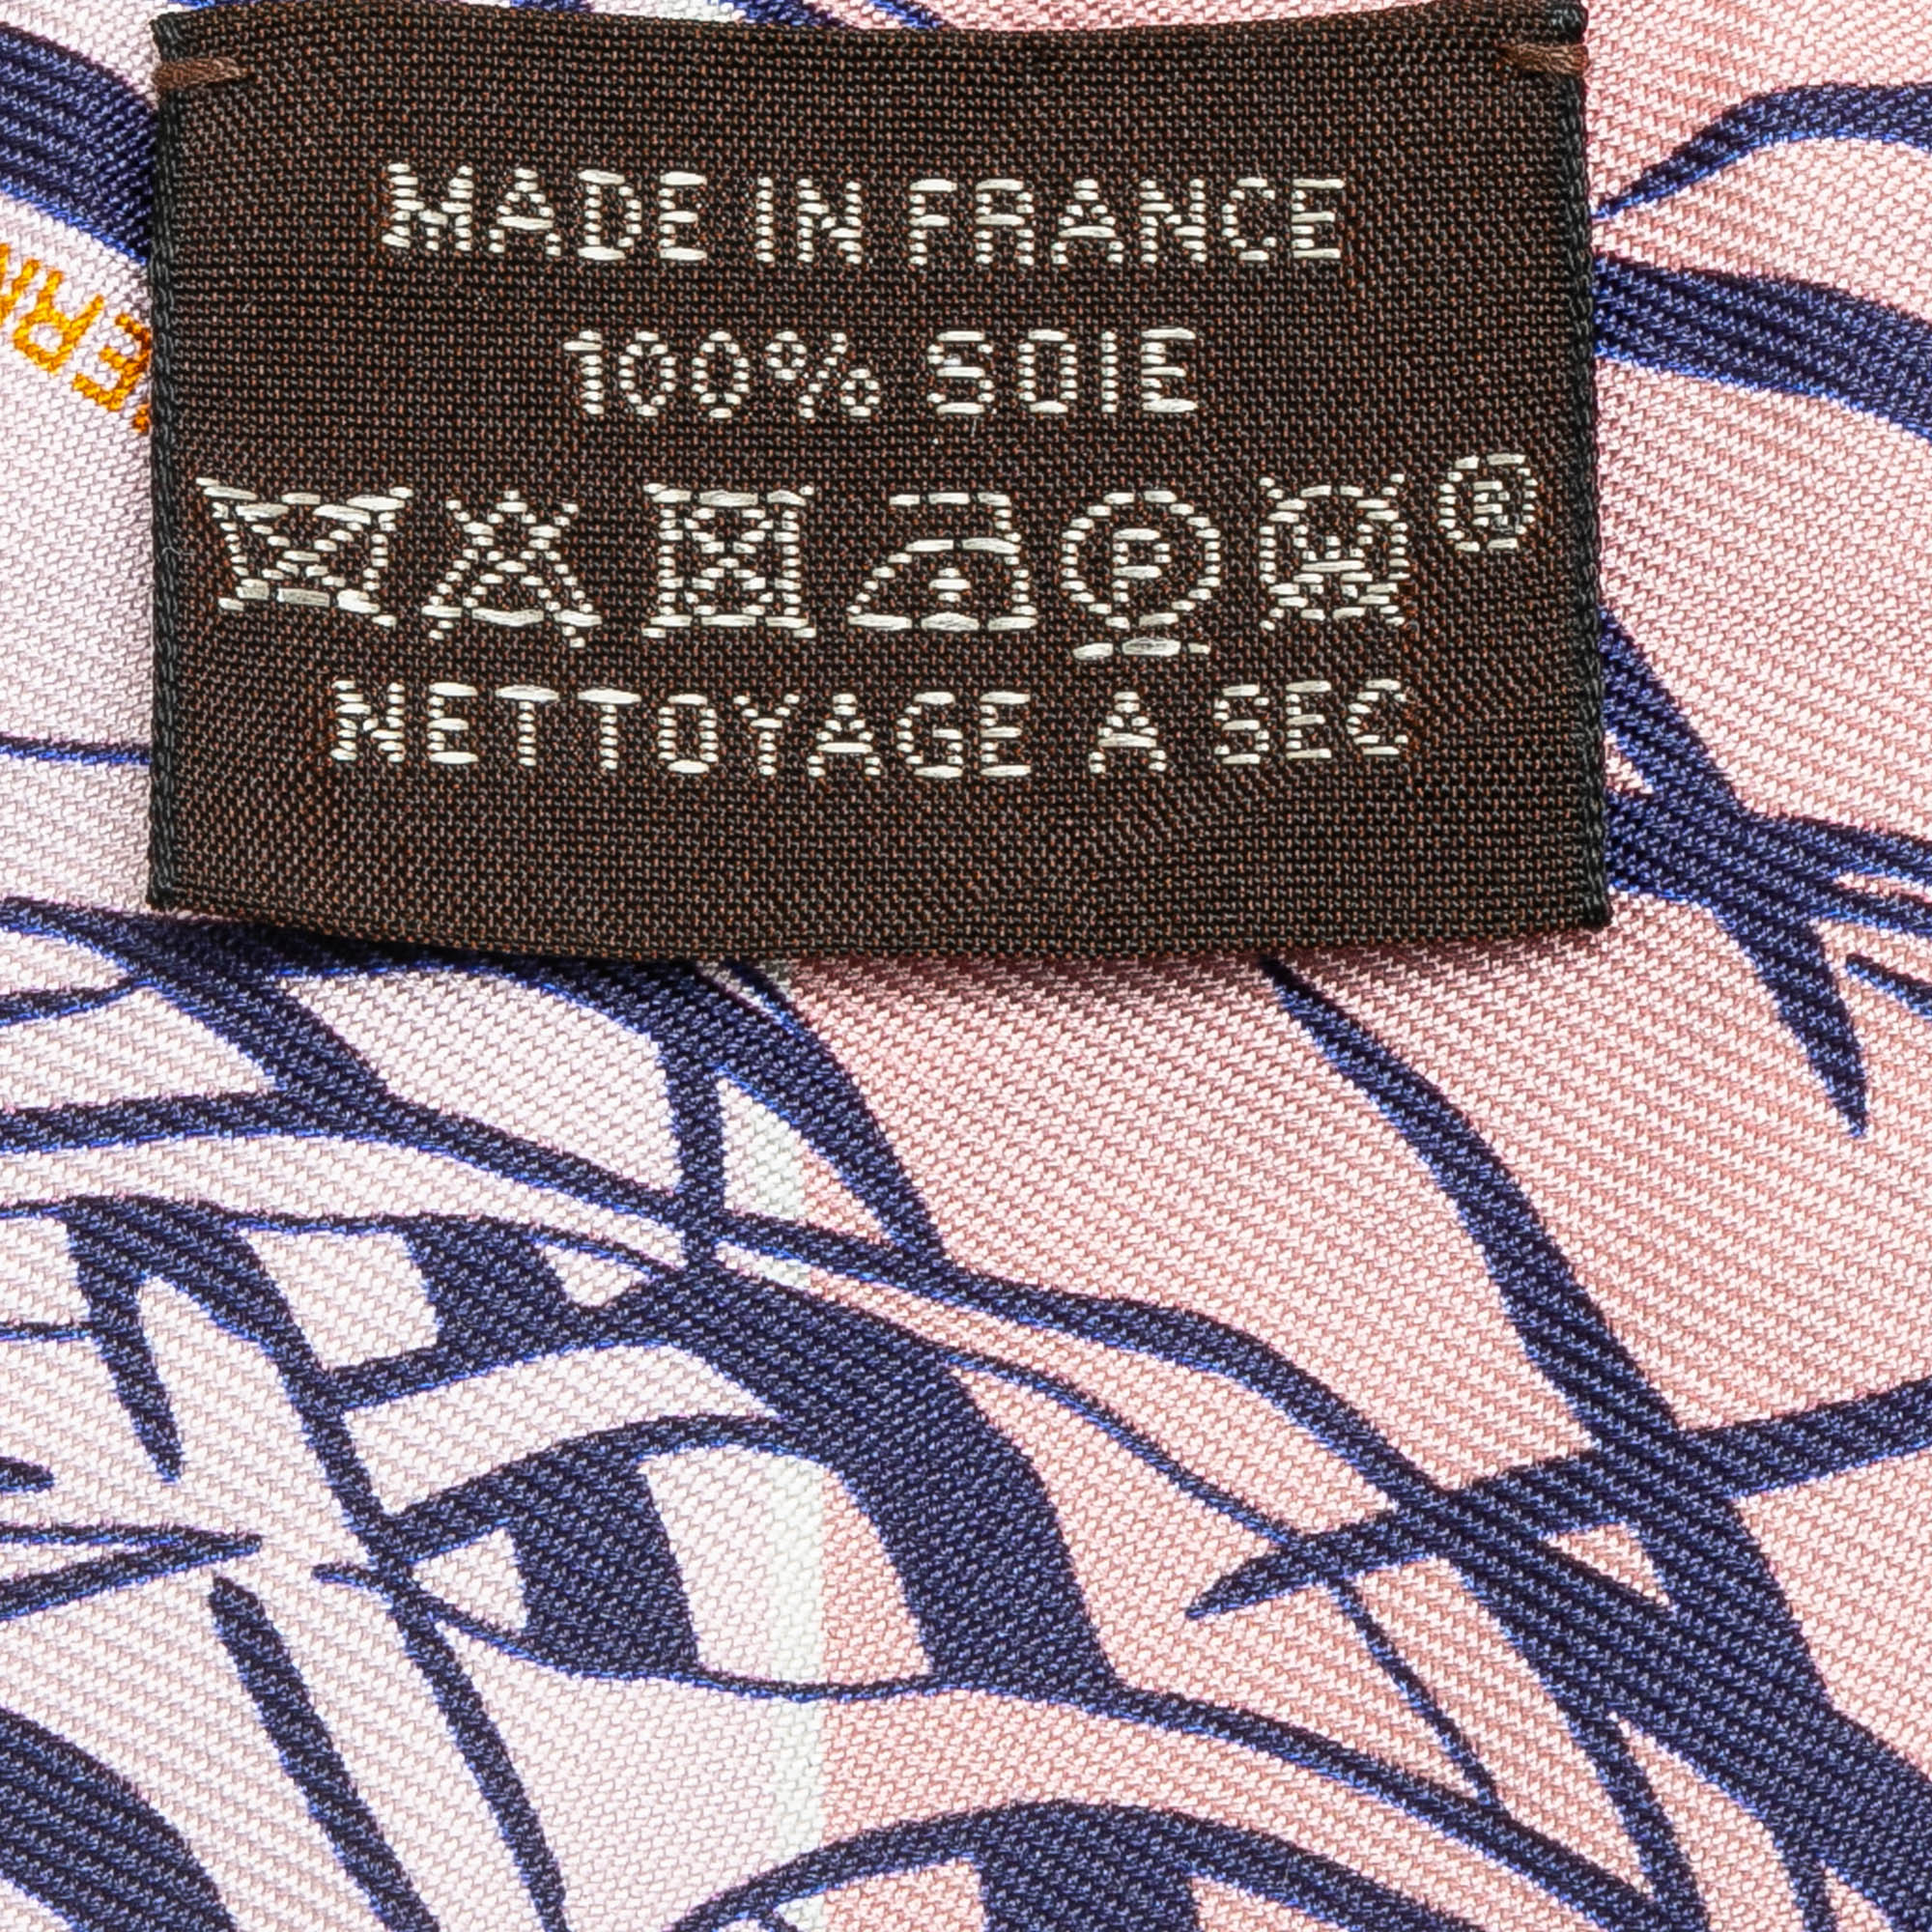 MADE IN FRANCE
100% SOIE
P W ®
NETTOYAGE A SEC